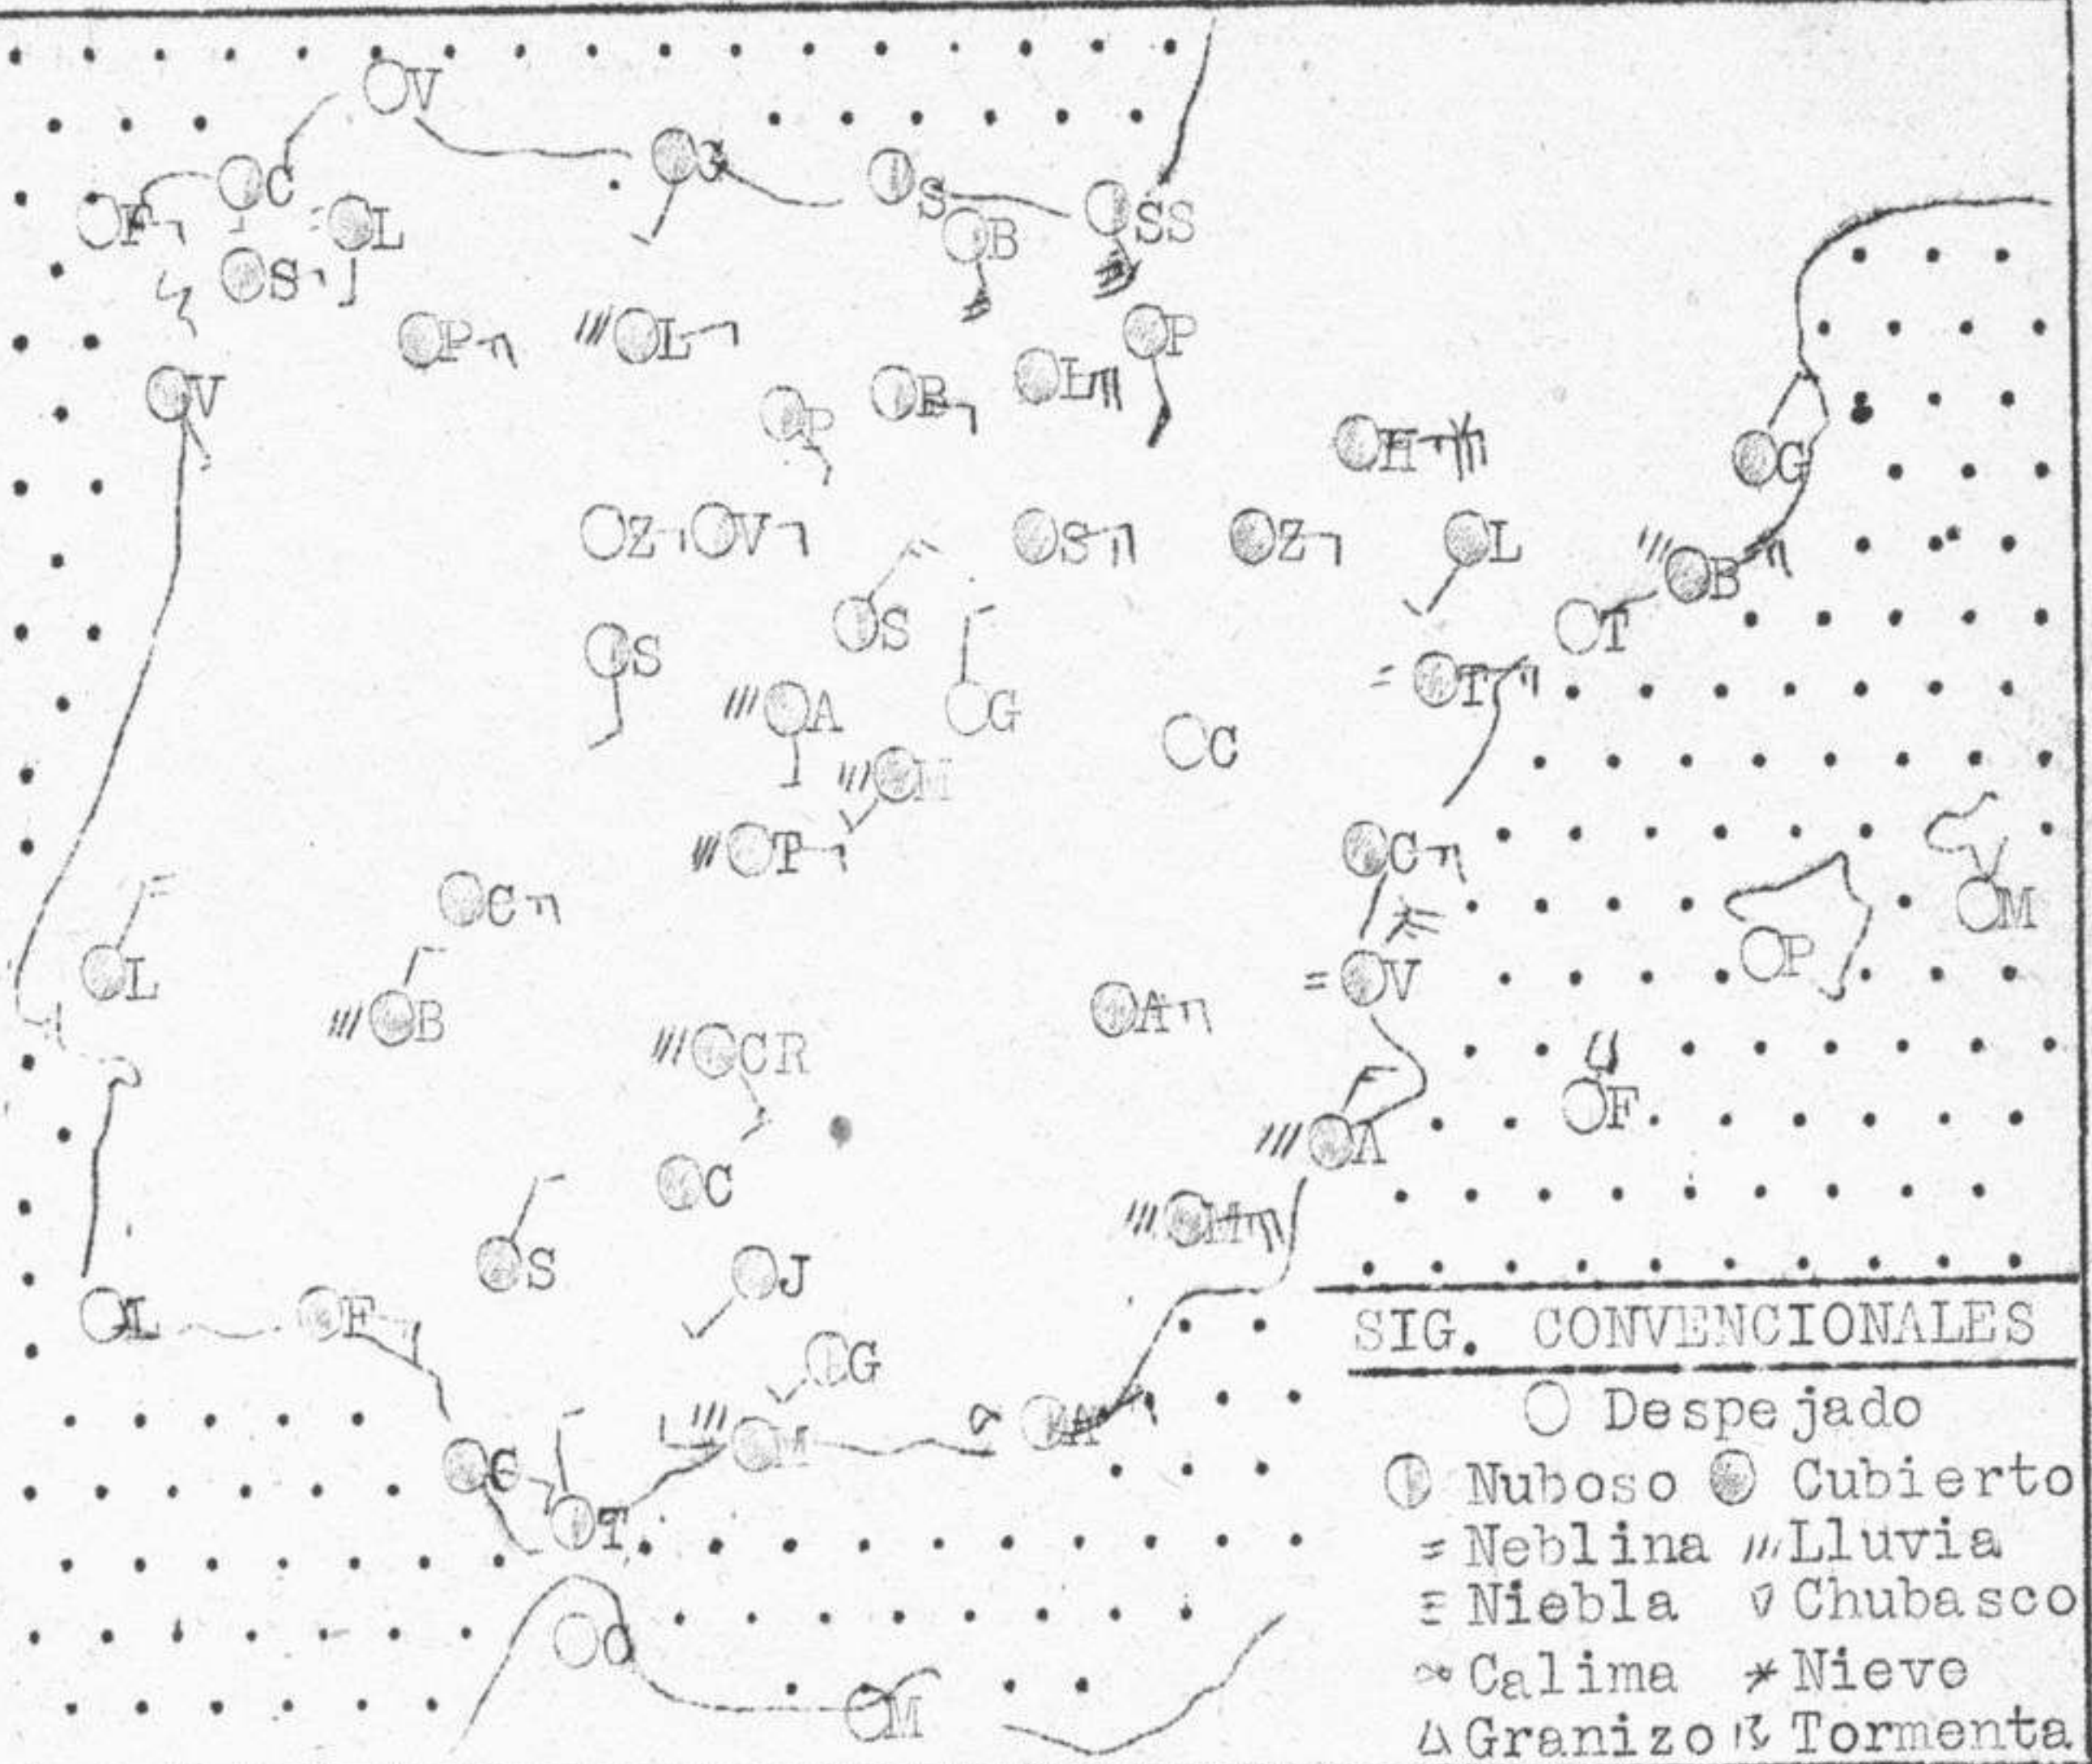 V
G
C
S
F
L
SS
B
S
P
L
P
V
B
L
P
H
G
Z
V
S
Z
L
B
S
T
S
A
G
T
C
M
T
C
C
M
L
B
A
V
P
CR
F
A
C
M
S
J
L
F
G
SIG. CONVENCIONALES
A
Despejado
M
C
Nuboso Cubierto
T
Neblina Lluvia
Niebla Chubasco
C
Calima Nieve
M
Granizo Tormenta